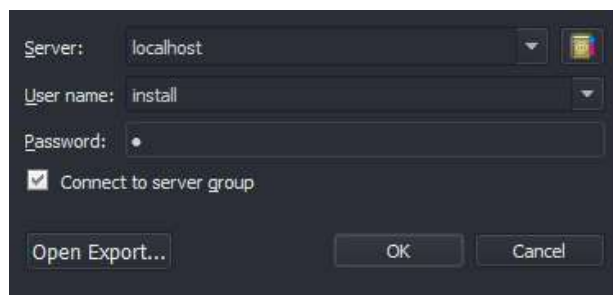 Server: localhost
User name: install
Password: •
Connect to server group
Open Export... OK Cancel